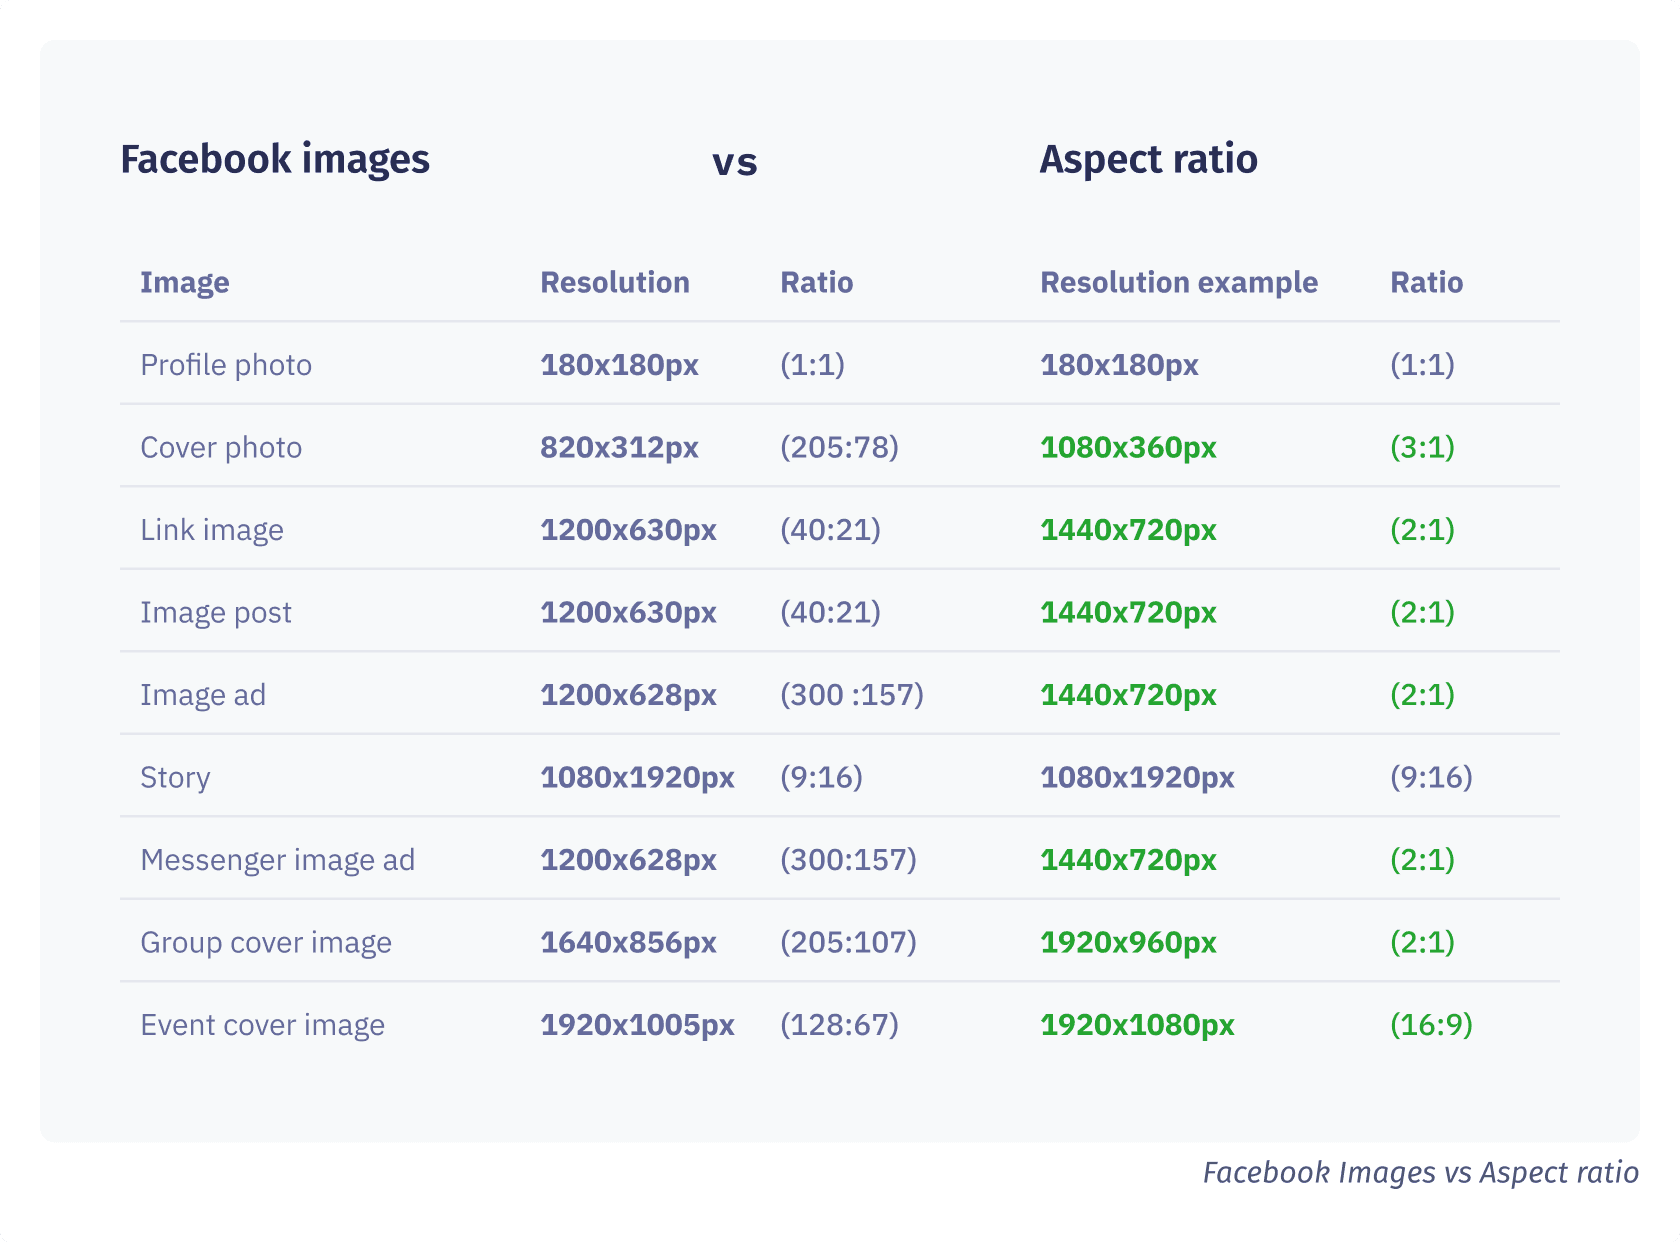 Facebook images vs Aspect ratio
Image Resolution Ratio Resolution example Ratio
Profile photo 180x180px (1:1) 180x180px (1:1)
Cover photo 820x312px (205:78) 1080x360px (3:1)
Link image 1200x630px (40:21) 1440x720px (2:1)
Image post 1200x630px (40:21) 1440x720px (2:1)
Image ad 1200x628px (300 :157) 1440x720px (2:1)
Story 1080x1920px (9:16) 1080x1920px (9:16)
Messenger image ad 1200x628px (300:157) 1440x720px (2:1)
Group cover image 1640x856px (205:107) 1920x960px (2:1)
Event cover image 1920x1005px (128:67) 1920x1080px (16:9)
Facebook Images vs Aspect ratio